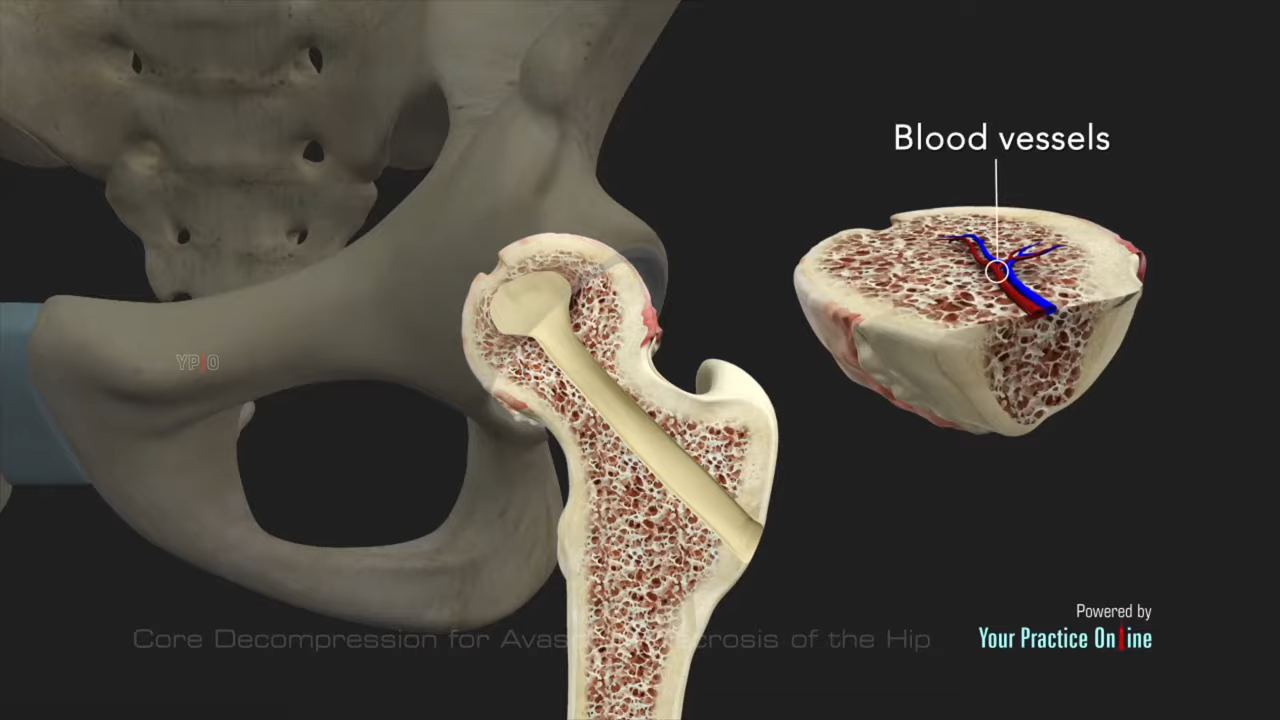 Blood vessels
YPO
Powered by
Core Decompression for Avas crosis of the Hip
Your Practice Online